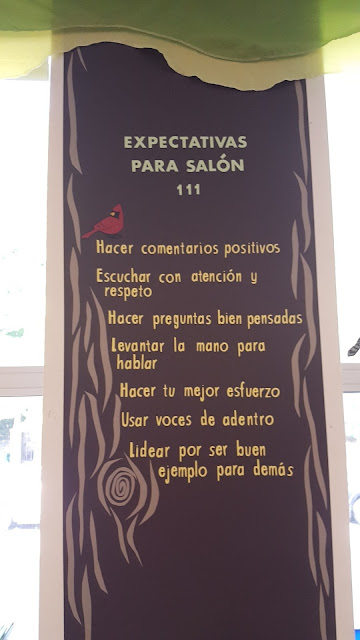 EXPECTATIVAS
PARA SALÓN
111
Hacer comentarios positivos
Escuchar con atención y
respeto
Hacer preguntas bien pensadas
Levantar la mano para
hablar
Hacer tu mejor esfuerzo
Usar voces de adentro
Lidear por ser buen
ejemplo para demás